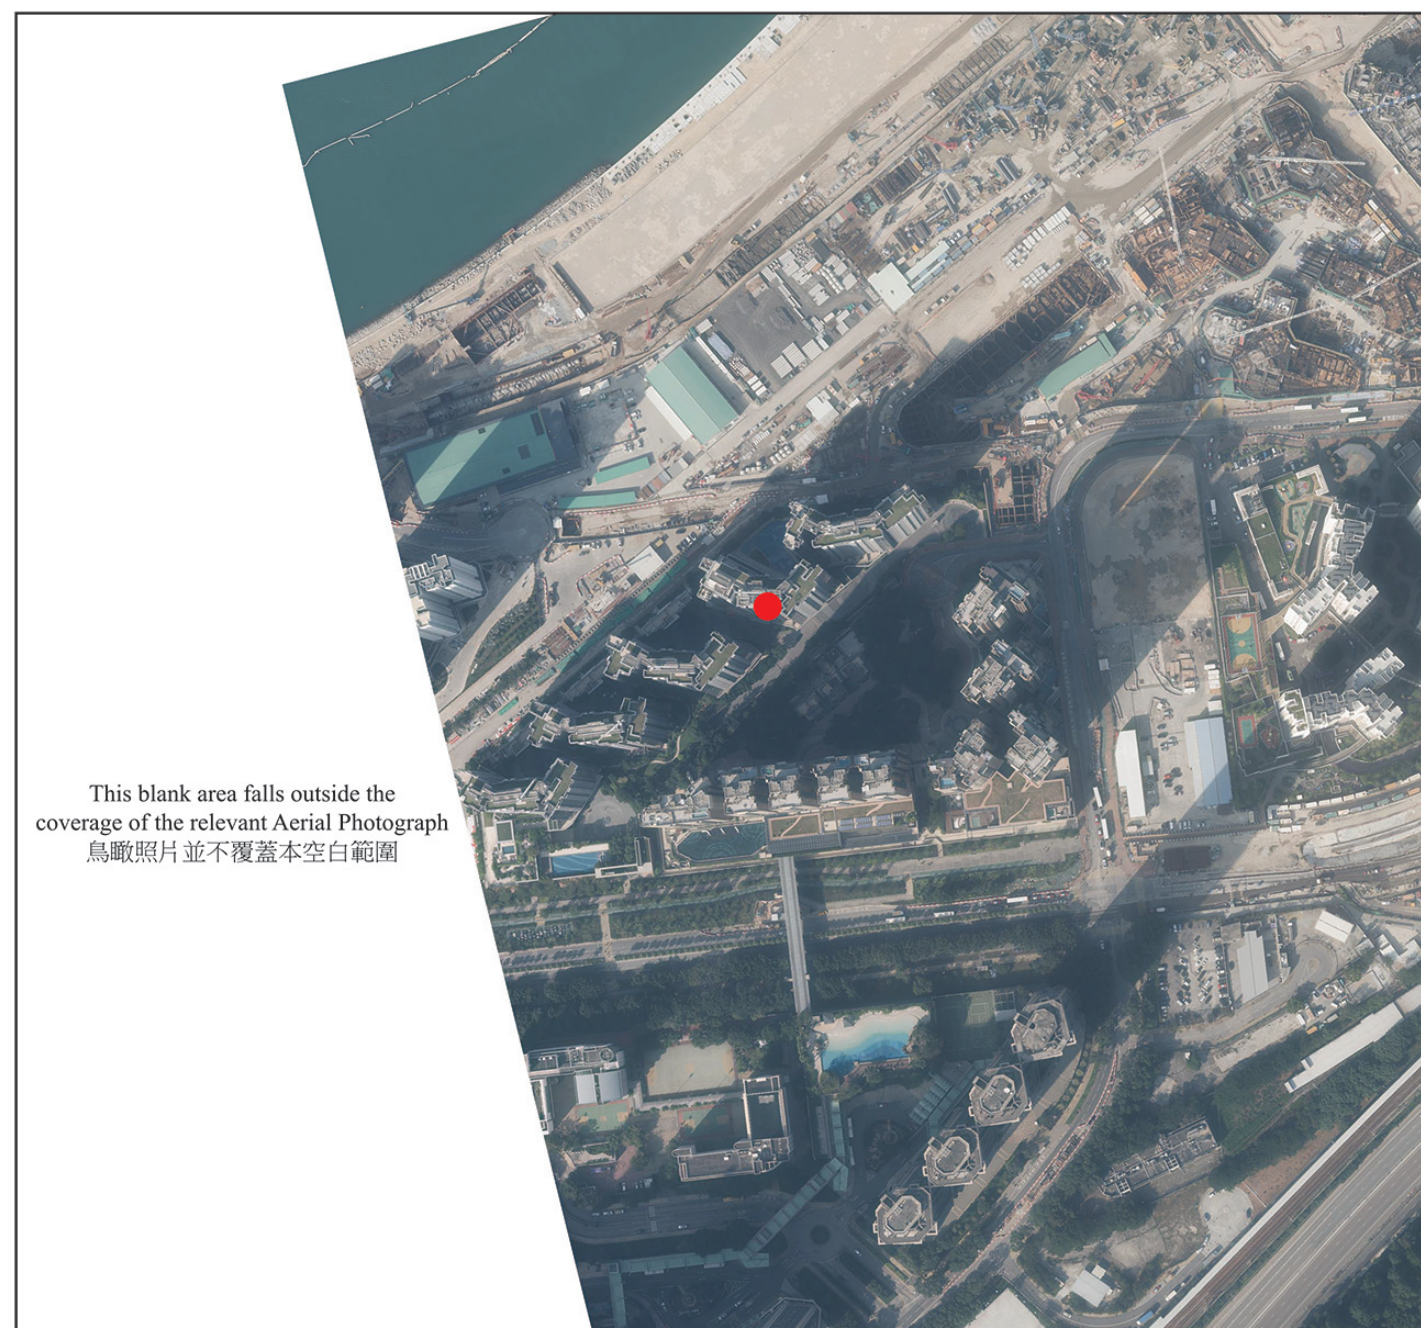 This blank area falls outside the
coverage of the relevant Aerial Photograph
鳥瞰照片並不覆蓋本空白範圍